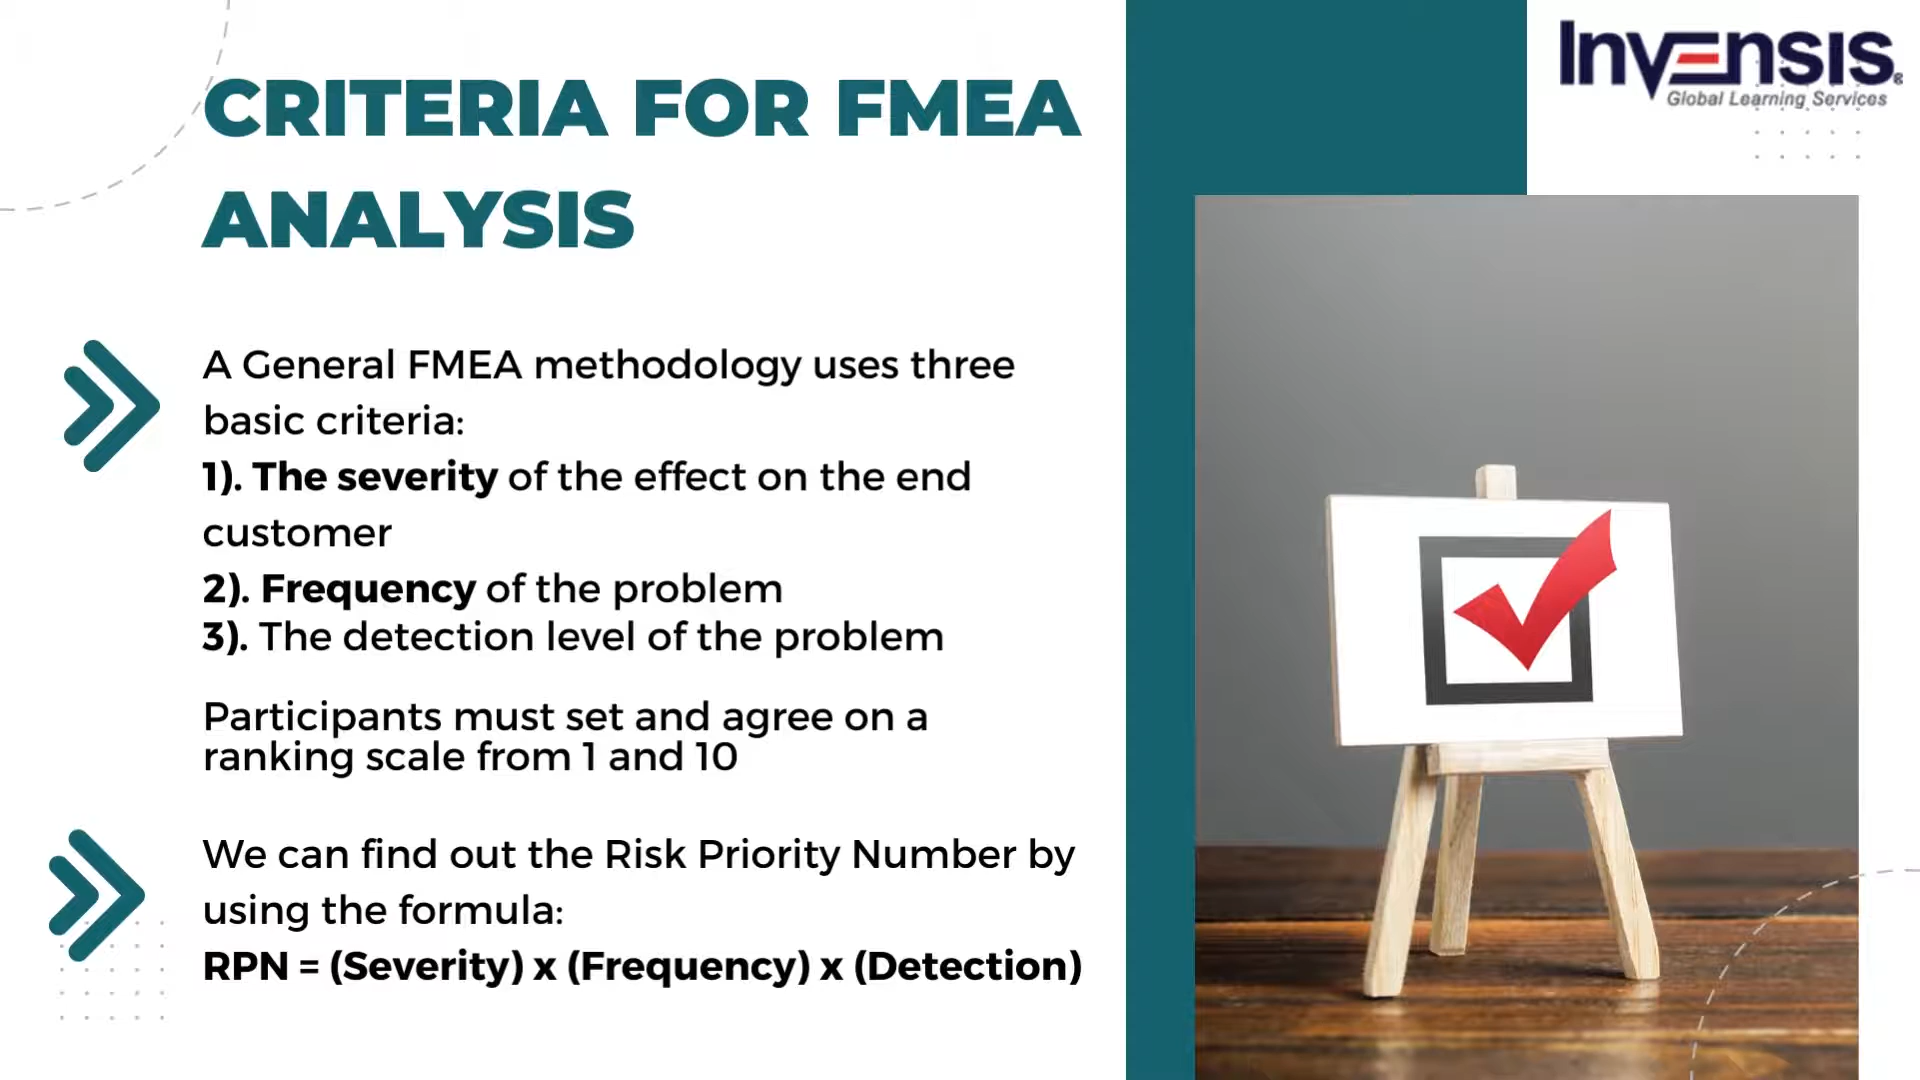 CRITERIA FOR FMEA
ANALYSIS
Invensis®
Global Learning Services
A General FMEA methodology uses three
basic criteria:
1). The severity of the effect on the end
customer
2). Frequency of the problem
3). The detection level of the problem
Participants must set and agree on a
ranking scale from 1 and 10
We can find out the Risk Priority Number by
using the formula:
RPN = (Severity) x (Frequency) x (Detection)